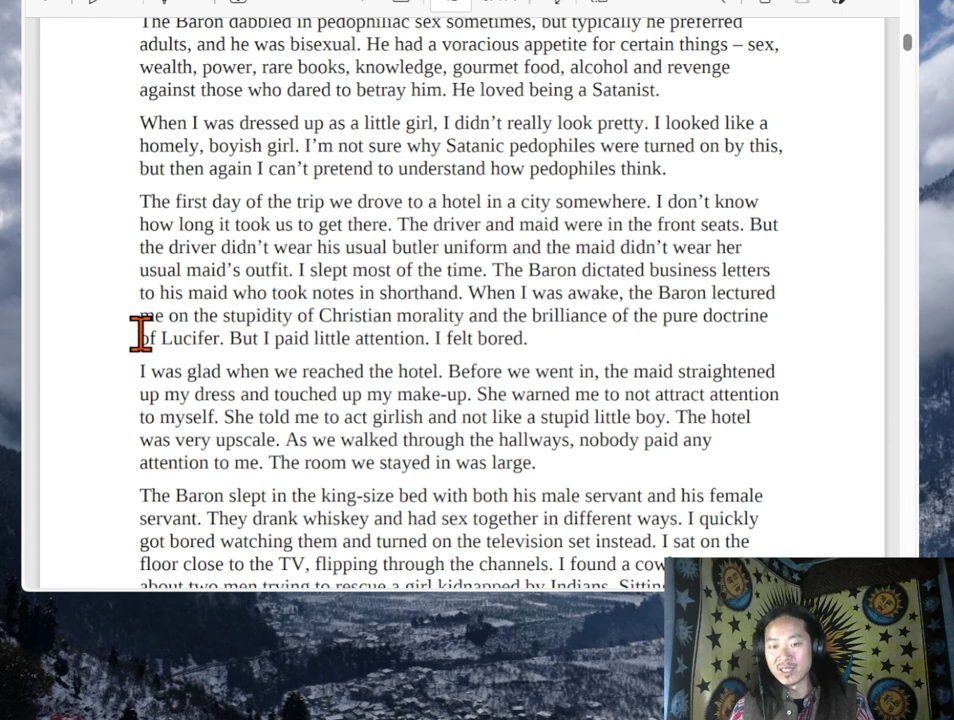 The Baron dabbled in pedophiliac sex sometimes, but typically he preferred
adults, and he was bisexual. He had a voracious appetite for certain things – sex,
wealth, power, rare books, knowledge, gourmet food, alcohol and revenge
against those who dared to betray him. He loved being a Satanist.
When I was dressed up as a little girl, I didn’t really look pretty. I looked like a
homely, boyish girl. I’m not sure why Satanic pedophiles were turned on by this,
but then again I can’t pretend to understand how pedophiles think.
The first day of the trip we drove to a hotel in a city somewhere. I don’t know
how long it took us to get there. The driver and maid were in the front seats. But
the driver didn’t wear his usual butler uniform and the maid didn’t wear her
usual maid’s outfit. I slept most of the time. The Baron dictated business letters
to his maid who took notes in shorthand. When I was awake, the Baron lectured
me on the stupidity of Christian morality and the brilliance of the pure doctrine
of Lucifer. But I paid little attention. I felt bored.
I was glad when we reached the hotel. Before we went in, the maid straightened
up my dress and touched up my make-up. She warned me to not attract attention
to myself. She told me to act girlish and not like a stupid little boy. The hotel
was very upscale. As we walked through the hallways, nobody paid any
attention to me. The room we stayed in was large.
The Baron slept in the king-size bed with both his male servant and his female
servant. They drank whiskey and had sex together in different ways. I quickly
got bored watching them and turned on the television set instead. I sat on the
floor close to the TV, flipping through the channels. I found a cow
about two men trying to rescue a girl kidnapped by Indians. Sitting